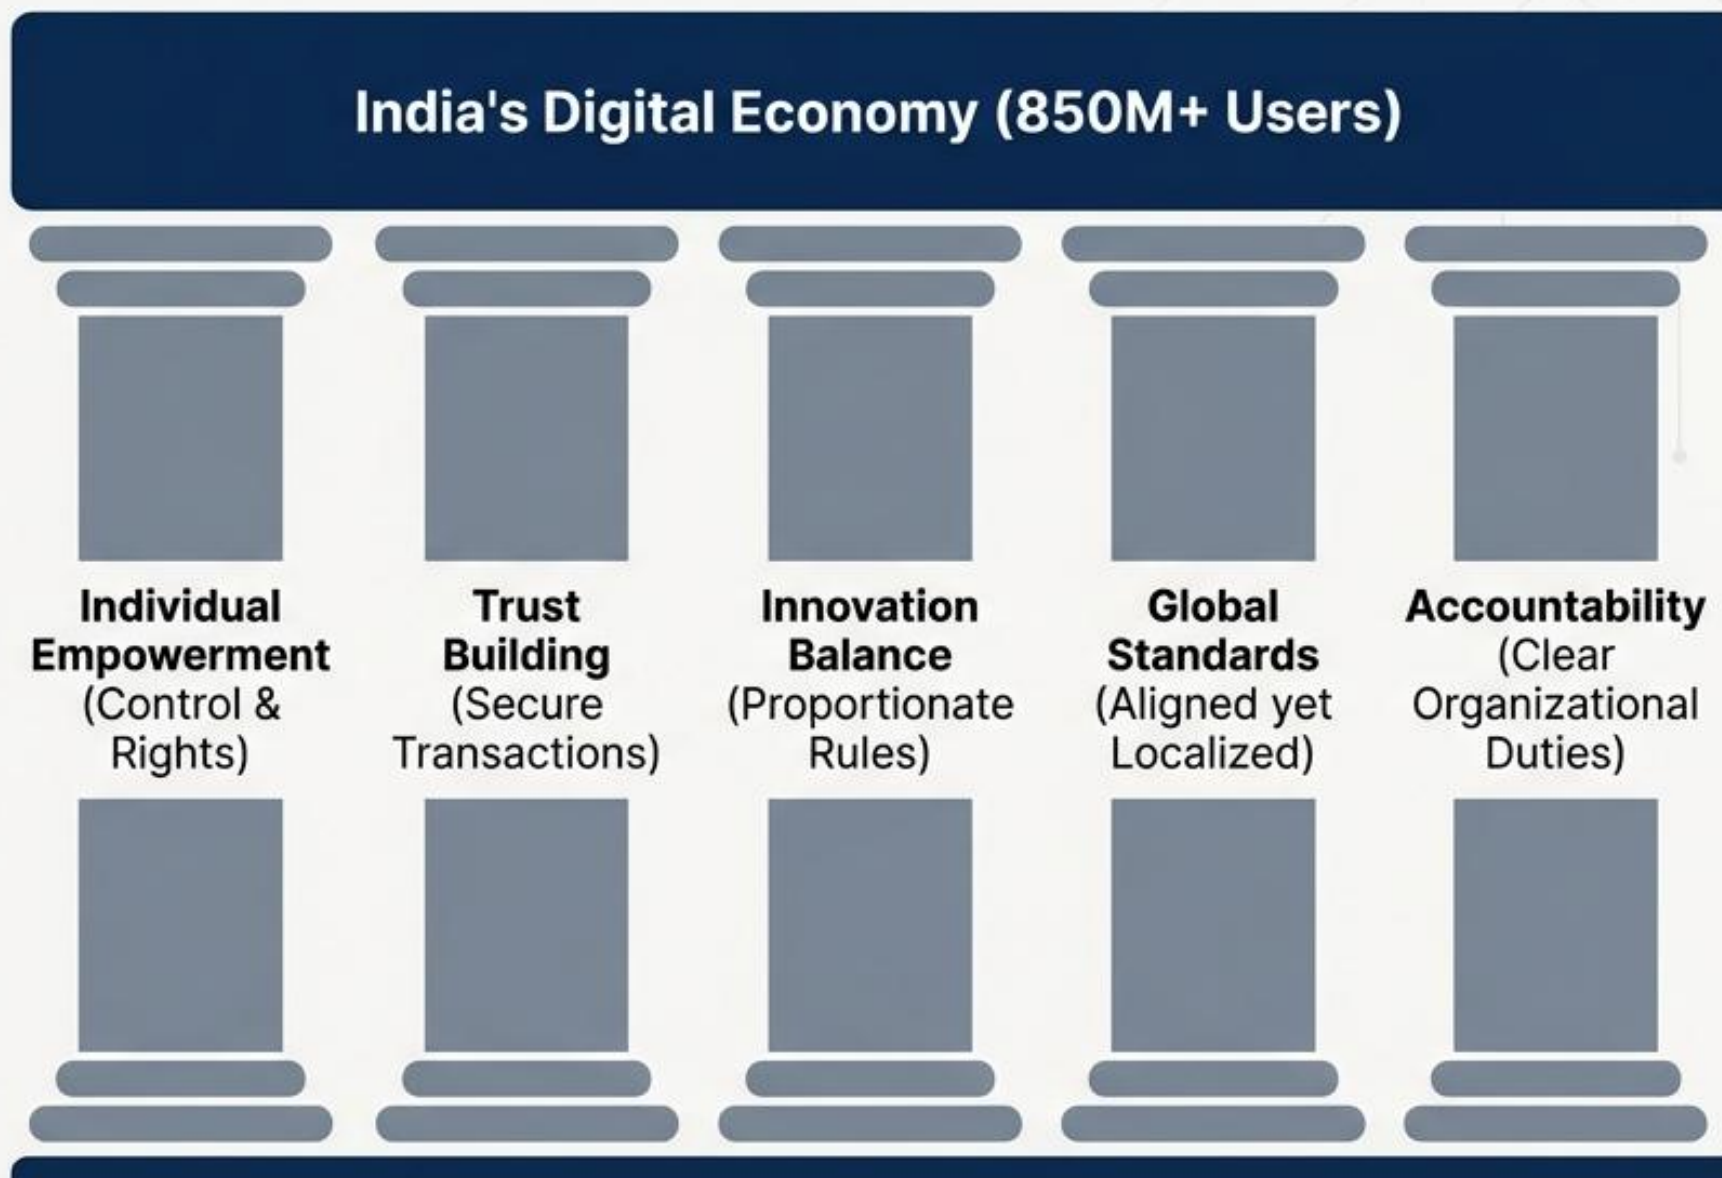 India's Digital Economy (850M+ Users)
Individual
Empowerment
(Control &
Rights)
Trust
Building
(Secure
Transactions)
Innovation
Balance
(Proportionate
Rules)
Global
Standards
(Aligned yet
Localized)
Accountability
(Clear
Organizational
Duties)